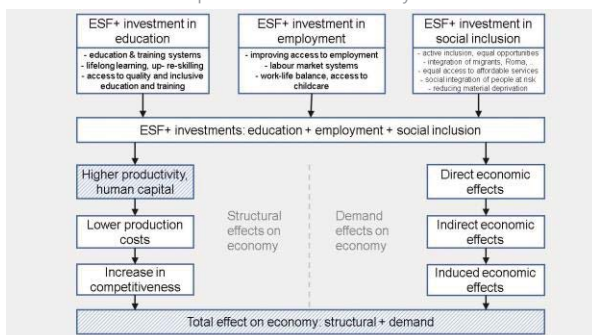 ESF+ investment in
education
- education & training systems
- lifelong learning, up- re-skilling
- access to quality and inclusive
education and training
ESF+ investment in
employment
- improving access to employment
- labour market systems
- work-life balance, access to
childcare
ESF+ investment in
social inclusion
- active inclusion, equal opportunities
- integration of migrants, Roma, ..
- equal access to affordable services
- social integration of people at risk
- reducing material deprivation
ESF+ investments: education + employment + social inclusion
Higher productivity,
human capital
Lower production
costs
Increase in
competitiveness
Structural
effects on
economy
Demand
effects on
economy
Direct economic
effects
Indirect economic
effects
Induced economic
effects
Total effect on economy: structural + demand